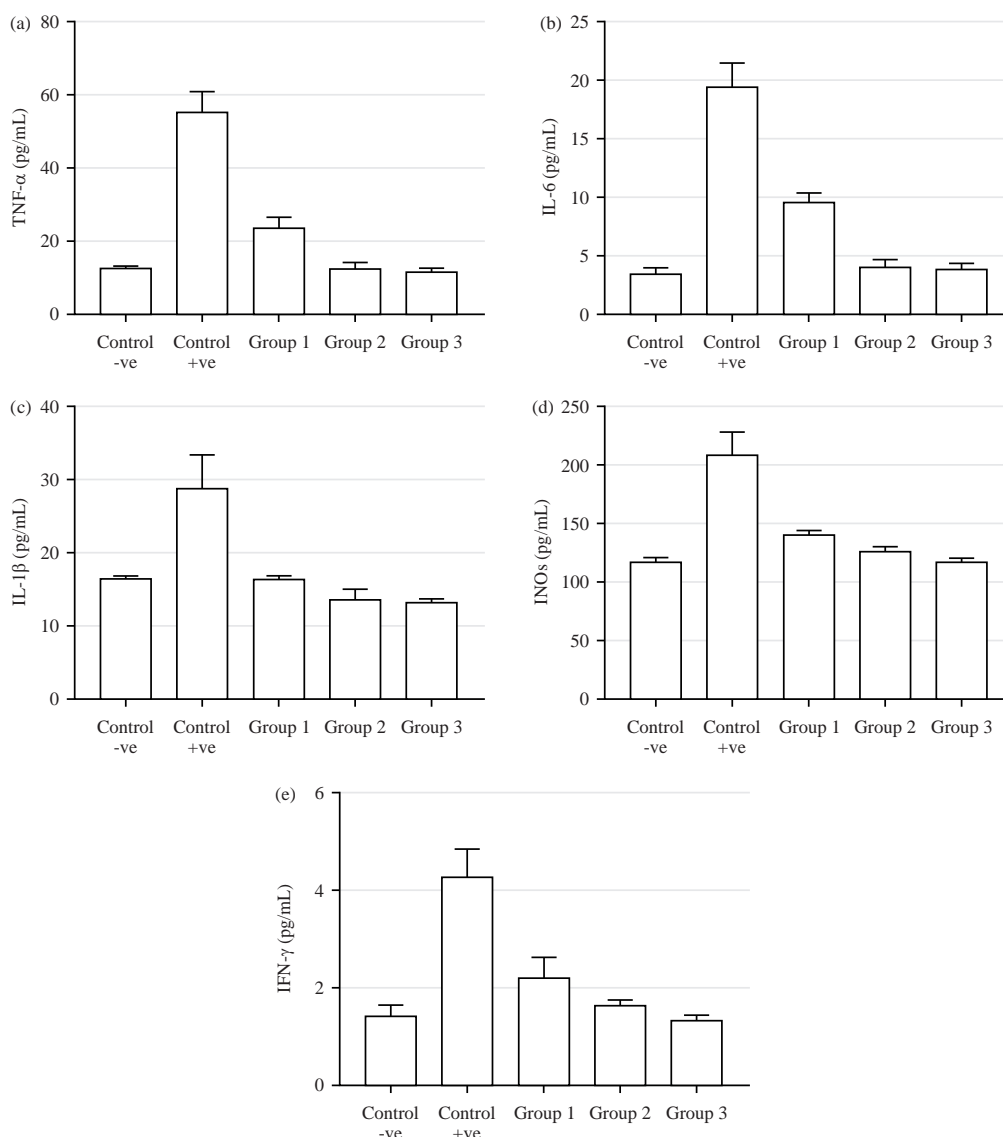 (a)
TNF-α (pg/mL)
80
60
40
20
0
Control Control Group 1 Group 2 Group 3
-ve +ve
(b)
IL-6 (pg/mL)
25
20
15
10
5
0
Control Control Group 1 Group 2 Group 3
-ve +ve
(c)
IL-1β (pg/mL)
40
30
20
10
0
Control Control Group 1 Group 2 Group 3
-ve +ve
(d)
INOs (pg/mL)
250
200
150
100
50
0
Control Control Group 1 Group 2 Group 3
-ve +ve
(e)
IFN-γ (pg/mL)
6
4
2
0
Control Control Group 1 Group 2 Group 3
-ve +ve